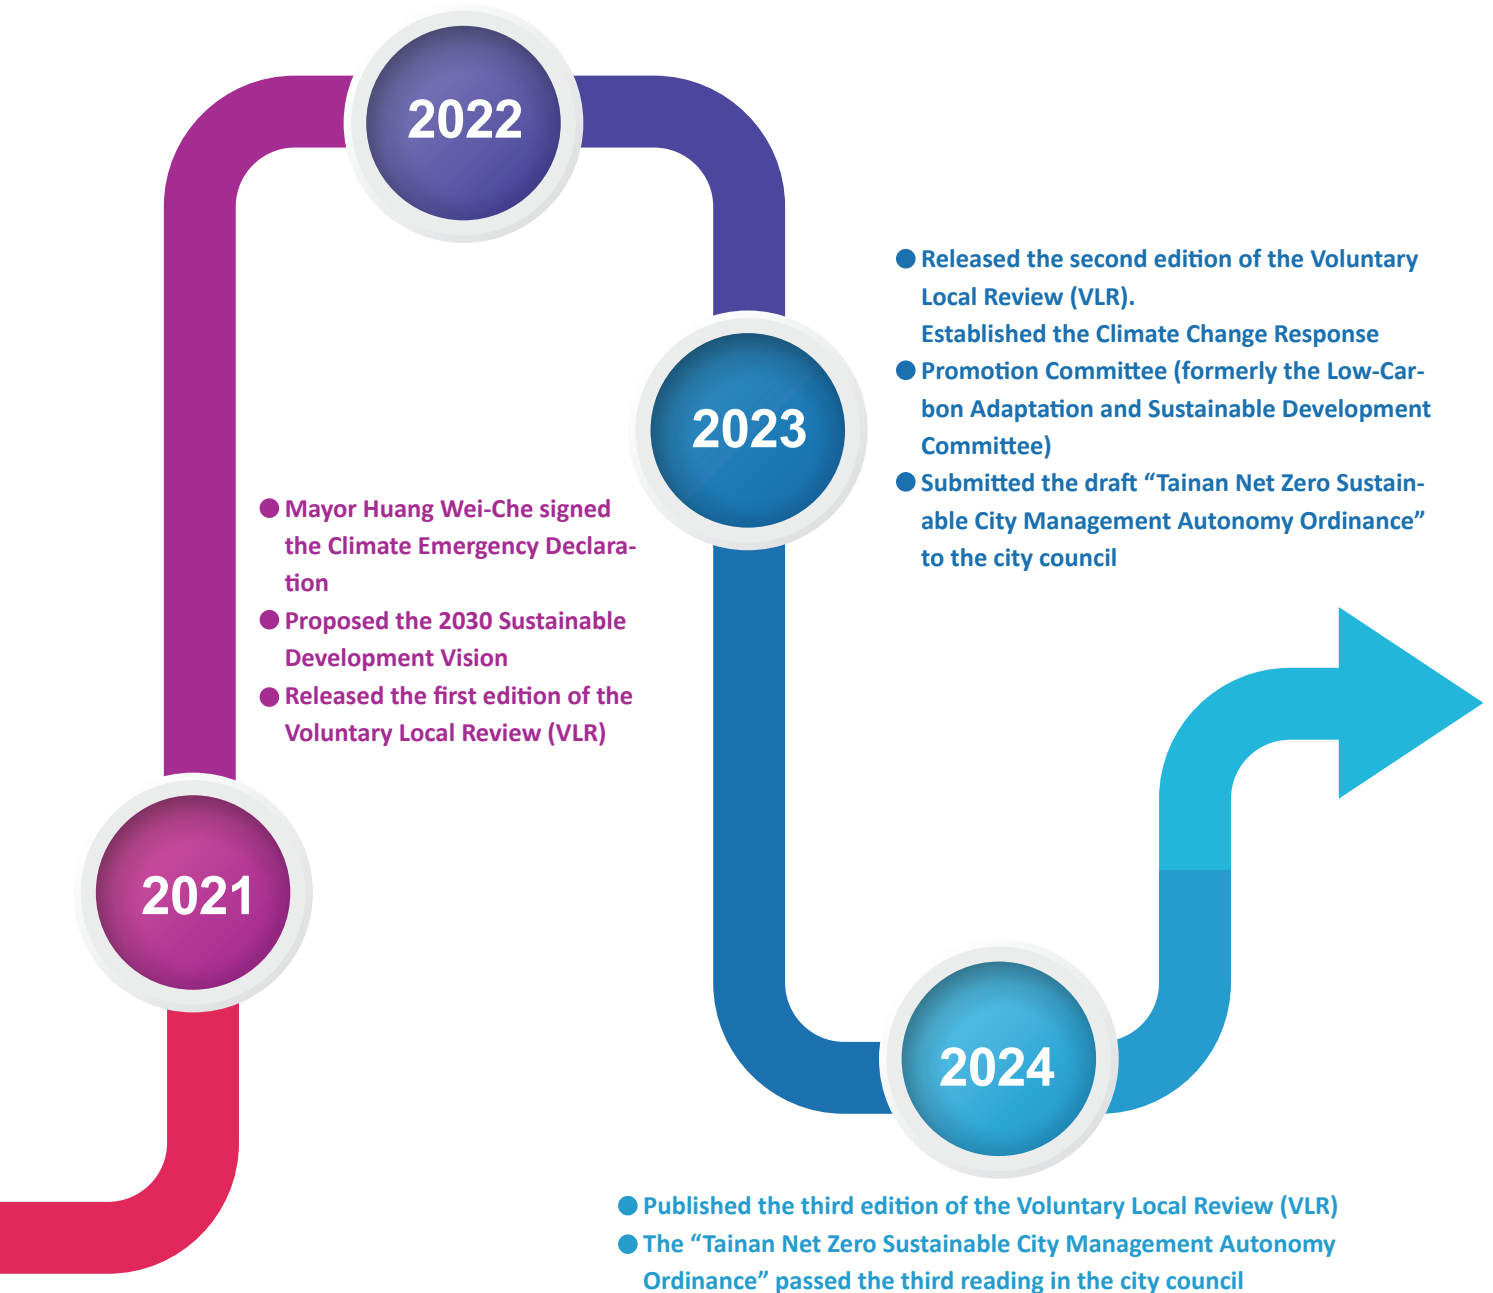 2022
● Released the second edition of the Voluntary
Local Review (VLR).
Established the Climate Change Response
● Promotion Committee (formerly the Low-Car-
bon Adaptation and Sustainable Development
Committee)
● Submitted the draft “Tainan Net Zero Sustain-
able City Management Autonomy Ordinance”
to the city council
2023
● Mayor Huang Wei-Che signed
the Climate Emergency Declara-
tion
● Proposed the 2030 Sustainable
Development Vision
● Released the first edition of the
Voluntary Local Review (VLR)
2021
2024
● Published the third edition of the Voluntary Local Review (VLR)
● The “Tainan Net Zero Sustainable City Management Autonomy
Ordinance” passed the third reading in the city council